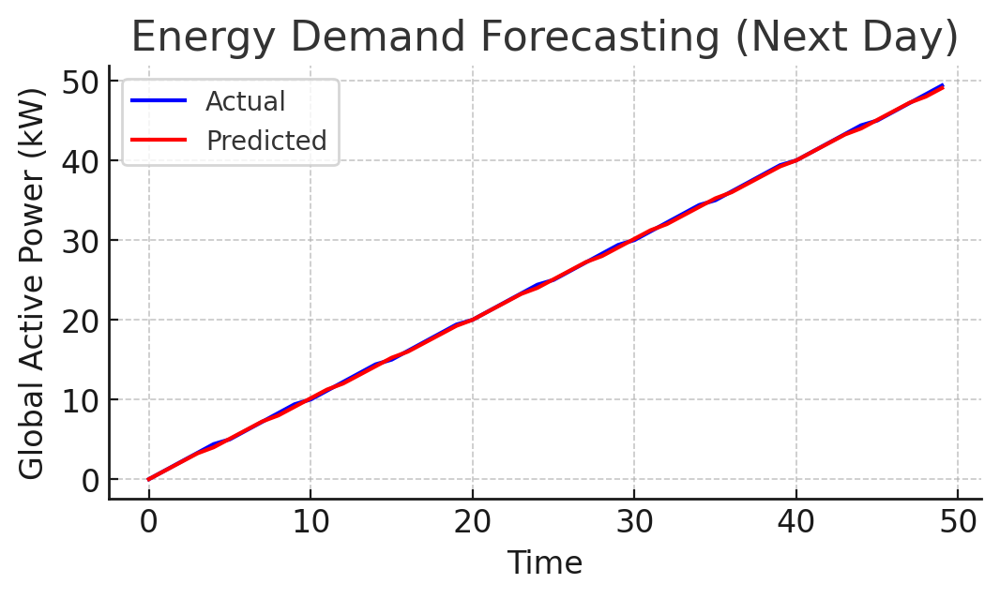 Energy Demand Forecasting (Next Day)
Actual
Predicted
Global Active Power (kW)
50
40
30
20
10
0
0 10 20 30 40 50
Time